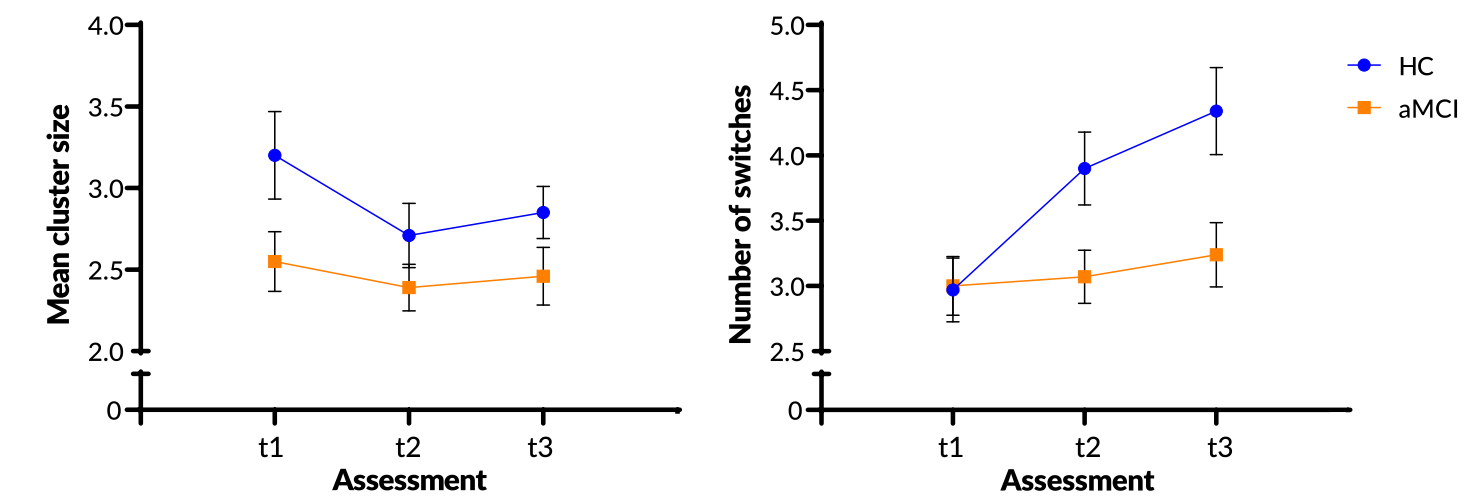 Mean cluster size
4.0
3.5
3.0
2.5
2.0
0
t1 t2 t3
Assessment
Number of switches
5.0
4.5
4.0
3.5
3.0
2.5
0
t1 t2 t3
Assessment
HC
aMCI